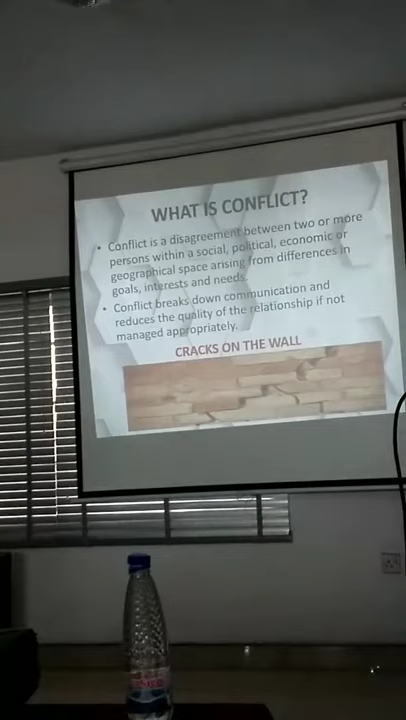 WHAT IS CONFLICT?
• Conflict is a disagreement between two or more
persons within a social, political, economic or
geographical space arising from differences in
goals, interests and needs.
• Conflict breaks down communication and
reduces the quality of the relationship if not
managed appropriately.
CRACKS ON THE WALL